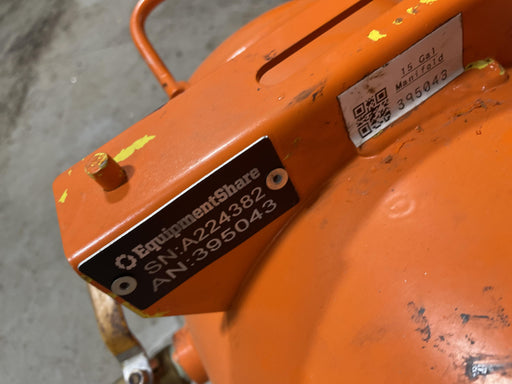 15 Gal
Manifold
395043
EquipmentShare
SN:A224382
AN:395043